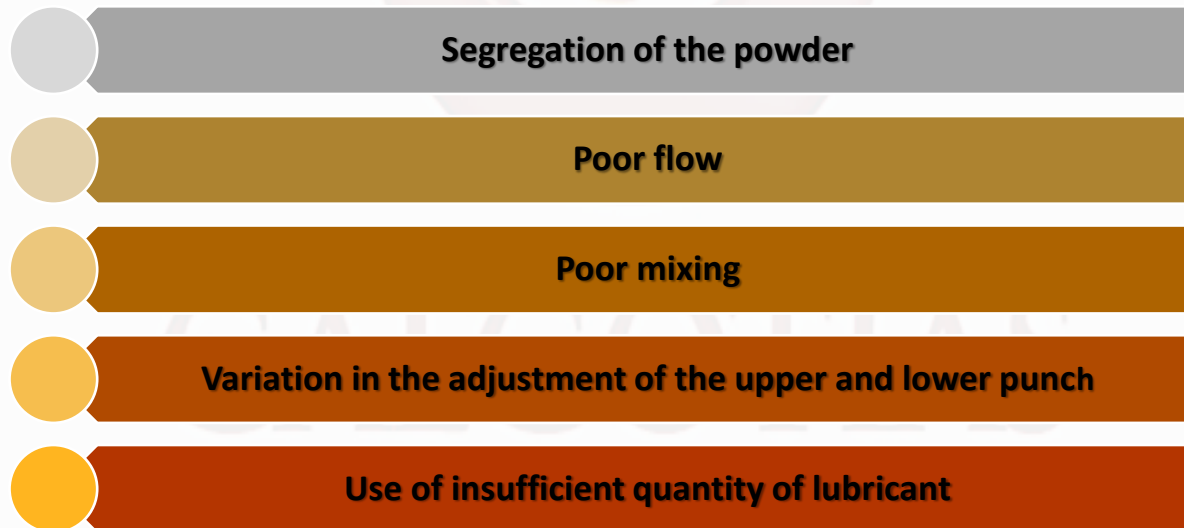 Segregation of the powder
Poor flow
Poor mixing
Variation in the adjustment of the upper and lower punch
Use of insufficient quantity of lubricant